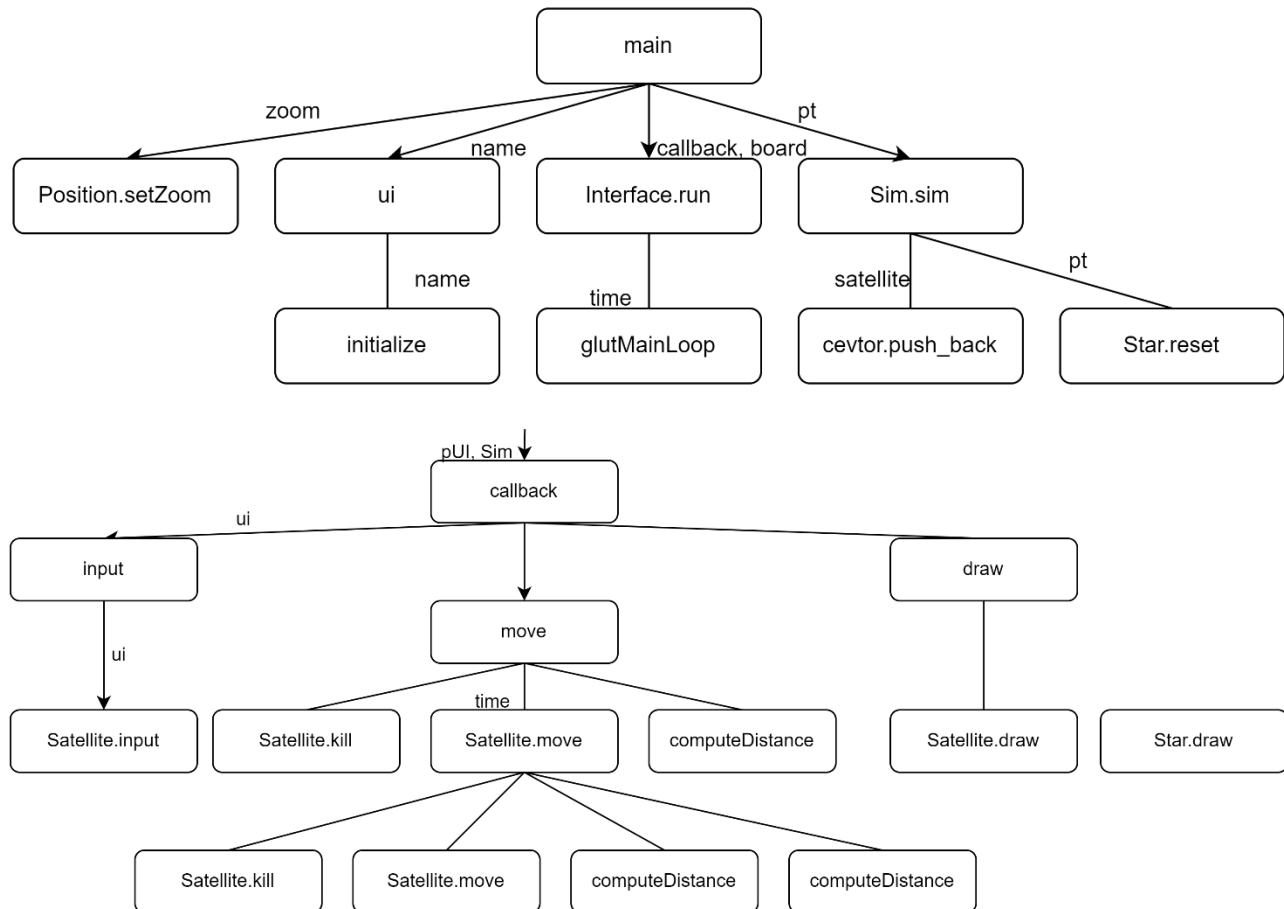 main
zoom
pt
name
callback, board
Position.setZoom
ui
Interface.run
Sim.sim
name
time
satellite
pt
initialize
glutMainLoop
cevtor.push_back
Star.reset
pUI, Sim
callback
ui
input
draw
move
ui
time
Satellite.input
Satellite.kill
Satellite.move
computeDistance
Satellite.draw
Star.draw
Satellite.kill
Satellite.move
computeDistance
computeDistance